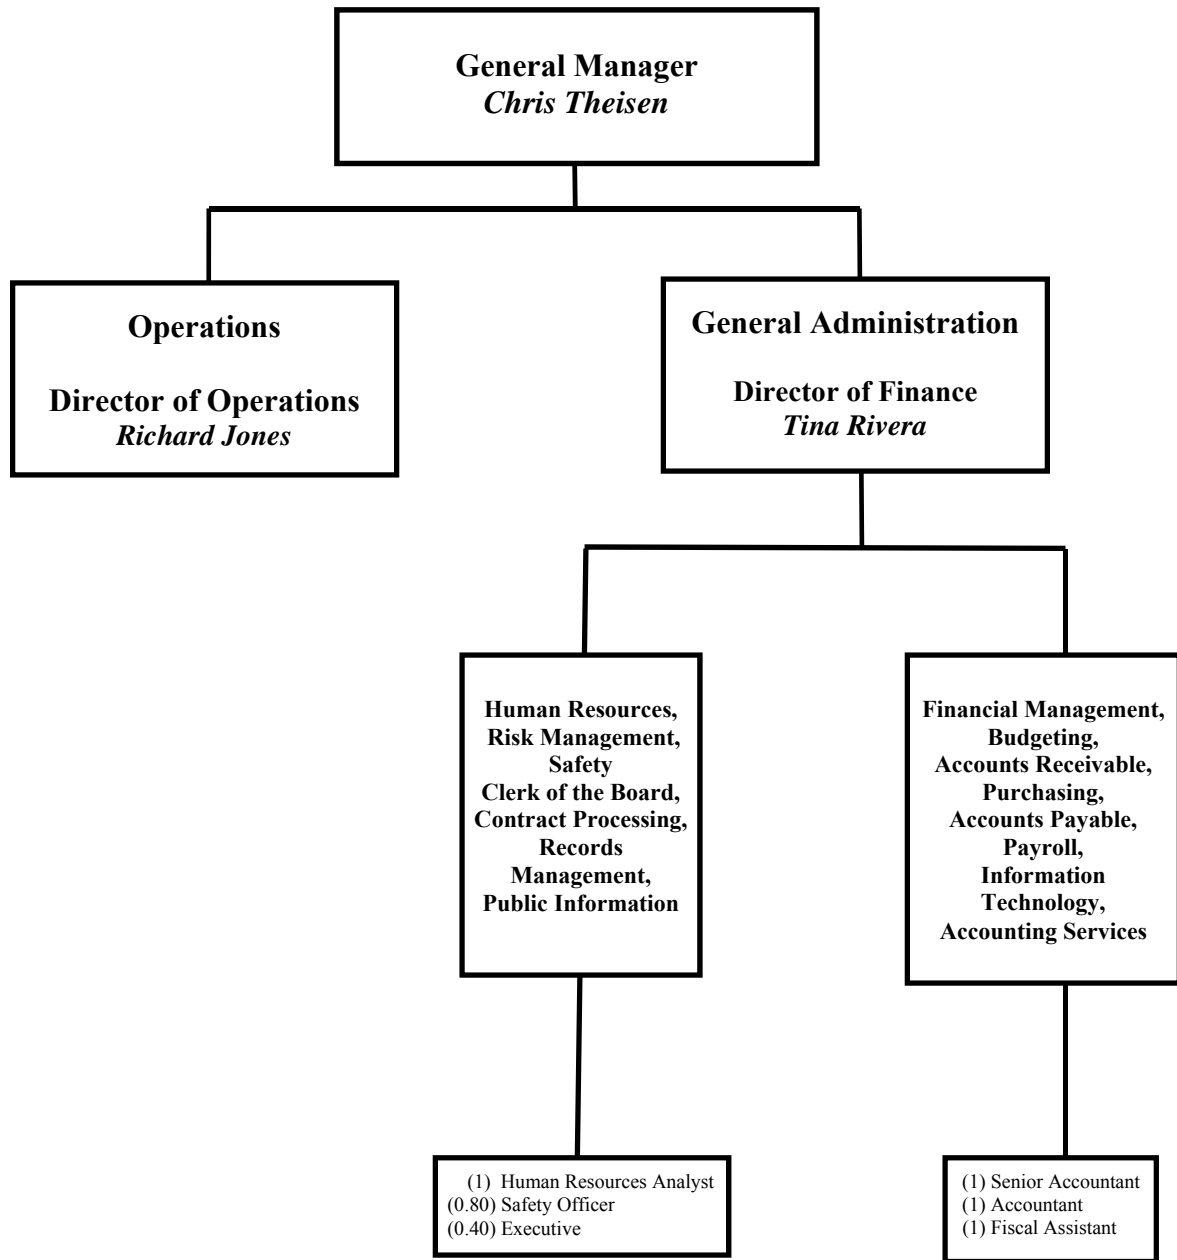 General Manager
Chris Theisen
Operations
Director of Operations
Richard Jones
General Administration
Director of Finance
Tina Rivera
Human Resources,
Risk Management,
Safety
Clerk of the Board,
Contract Processing,
Records
Management,
Public Information
Financial Management,
Budgeting,
Accounts Receivable,
Purchasing,
Accounts Payable,
Payroll,
Information
Technology,
Accounting Services
(1) Human Resources Analyst
(0.80) Safety Officer
(0.40) Executive
(1) Senior Accountant
(1) Accountant
(1) Fiscal Assistant